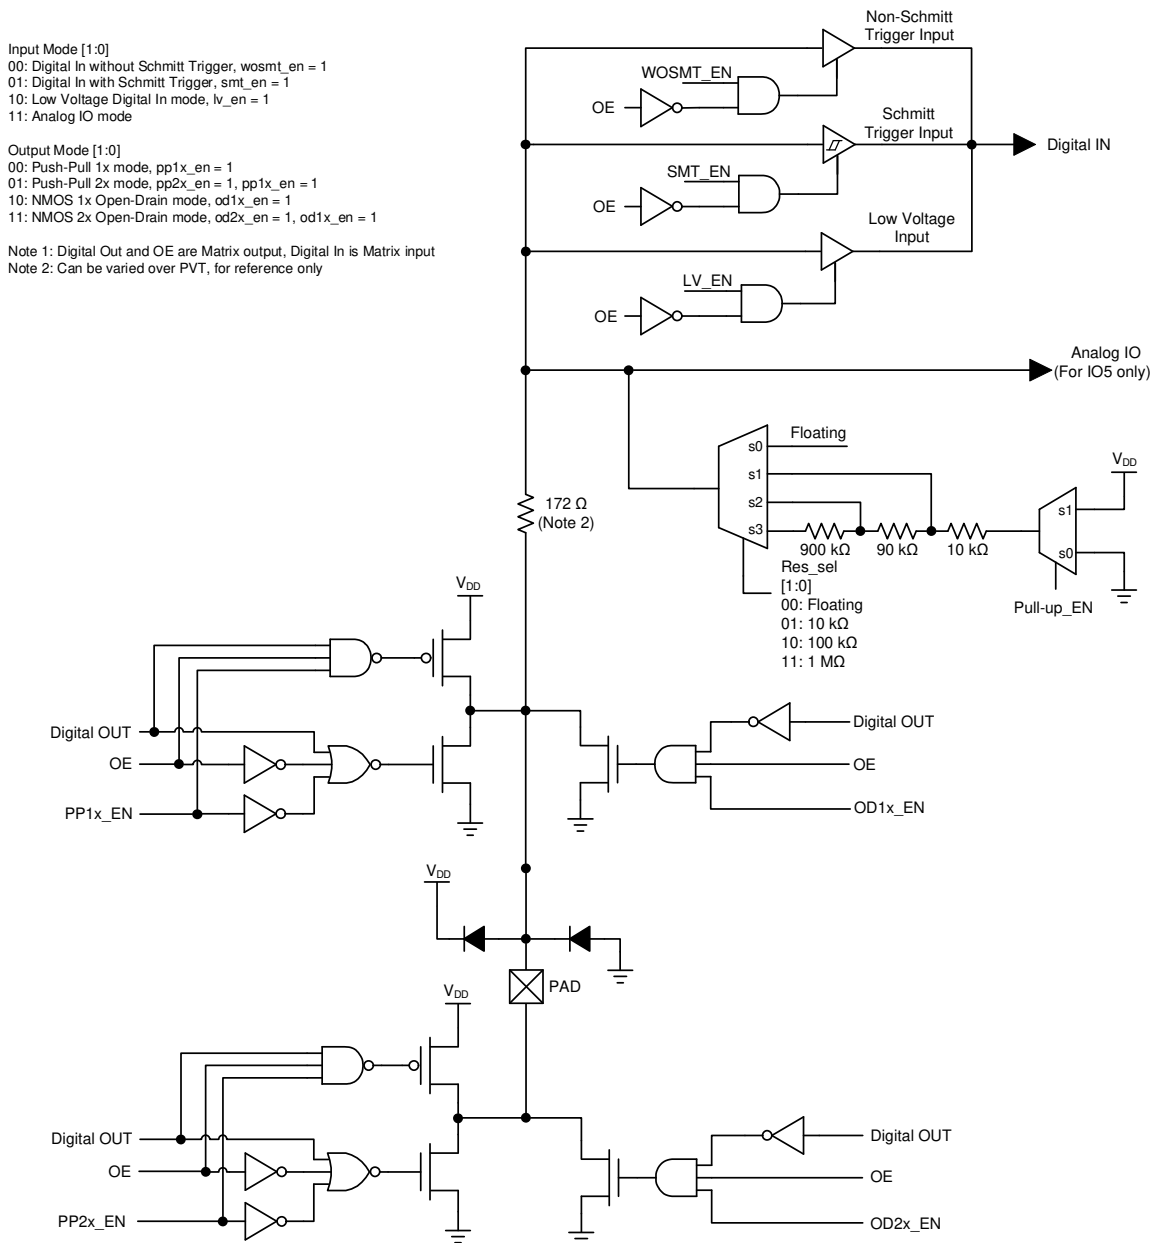 Input Mode [1:0]
00: Digital In without Schmitt Trigger, wosmt_en = 1
01: Digital In with Schmitt Trigger, smt_en = 1
10: Low Voltage Digital In mode, lv_en = 1
11: Analog IO mode
Output Mode [1:0]
00: Push-Pull 1x mode, pp1x_en = 1
01: Push-Pull 2x mode, pp2x_en = 1, pp1x_en = 1
10: NMOS 1x Open-Drain mode, od1x_en = 1
11: NMOS 2x Open-Drain mode, od2x_en = 1, od1x_en = 1
Note 1: Digital Out and OE are Matrix output, Digital In is Matrix input
Note 2: Can be varied over PVT, for reference only
Non-Schmitt
Trigger Input
WOSMT_EN
OE
Schmitt
Trigger Input
Digital IN
SMT_EN
OE
Low Voltage
Input
LV_EN
OE
Analog IO
(For IO5 only)
Floating
s0
s1
s2
s3
900 kΩ
90 kΩ
10 kΩ
VDD
s1
s0
Pull-up_EN
Res_sel
[1:0]
00: Floating
01: 10 kΩ
10: 100 kΩ
11: 1 MΩ
172 Ω
(Note 2)
VDD
Digital OUT
OE
PP1x_EN
Digital OUT
OE
OD1x_EN
VDD
PAD
VDD
Digital OUT
OE
PP2x_EN
Digital OUT
OE
OD2x_EN